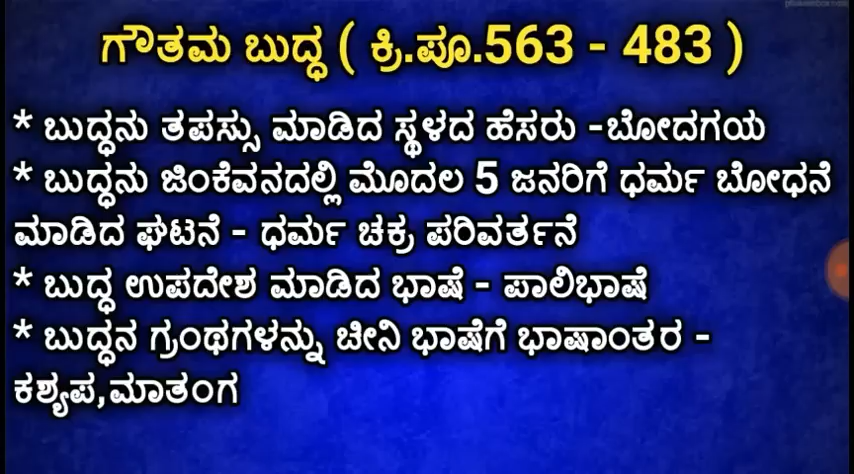 ಗೌತಮ ಬುದ್ಧ ( ಕ್ರಿ.ಪೂ.563 - 483 )
* ಬುದ್ಧನು ತಪಸ್ಸು ಮಾಡಿದ ಸ್ಥಳದ ಹೆಸರು -ಬೋದಗಯ
* ಬುದ್ಧನು ಜಿಂಕೆವನದಲ್ಲಿ ಮೊದಲ 5 ಜನರಿಗೆ ಧರ್ಮ ಬೋಧನೆ
ಮಾಡಿದ ಘಟನೆ - ಧರ್ಮ ಚಕ್ರ ಪರಿವರ್ತನೆ
* ಬುದ್ಧ ಉಪದೇಶ ಮಾಡಿದ ಭಾಷೆ - ಪಾಲಿಭಾಷೆ
* ಬುದ್ಧನ ಗ್ರಂಥಗಳನ್ನು ಚೀನಿ ಭಾಷೆಗೆ ಭಾಷಾಂತರ -
ಕಶ್ಯಪ,ಮಾತಂಗ